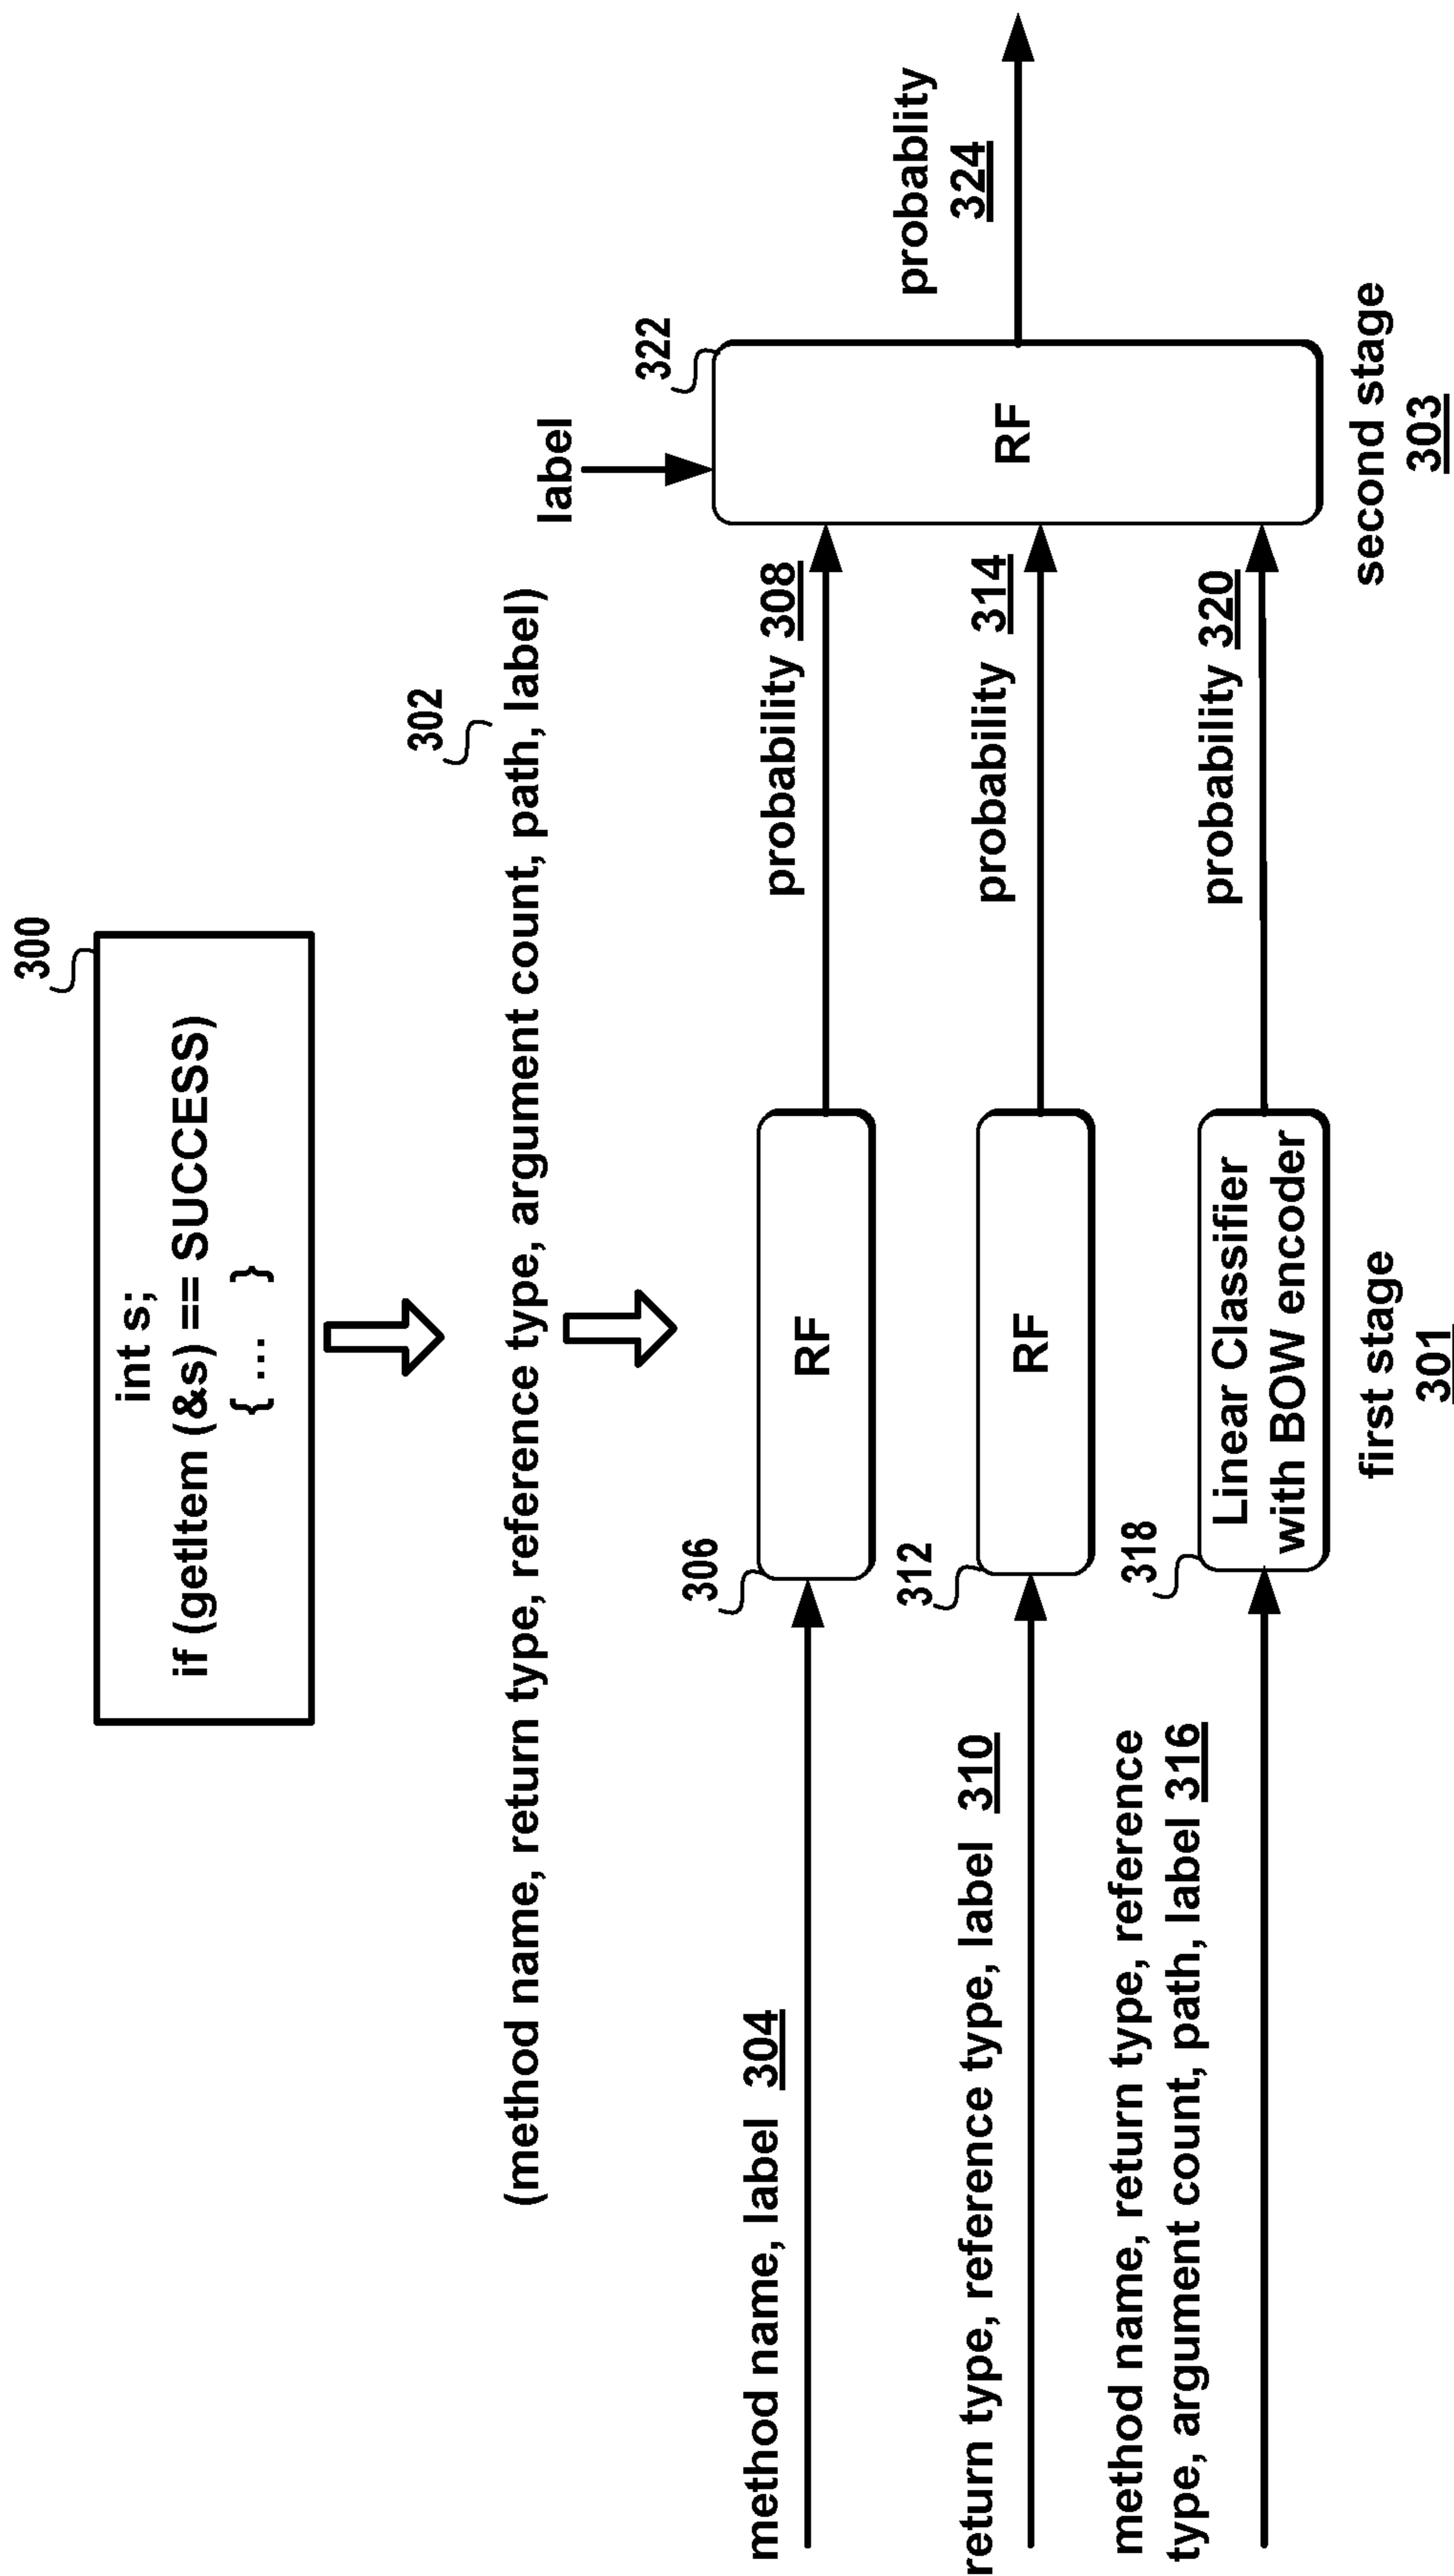 300
int s;
if (getItem (&s) == SUCCESS)
{ ... }
302
(method name, return type, reference type, argument count, path, label)
method name, label 304
306
RF
probability 308
return type, reference type, label 310
312
RF
probability 314
method name, return type, reference
type, argument count, path, label 316
318
Linear Classifier
with BOW encoder
probability 320
first stage
301
label
322
RF
second stage
303
probablity
324